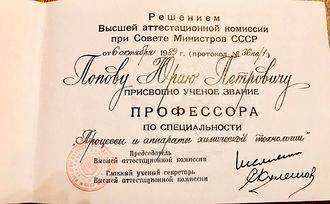 Решением
Высшей аттестационной комиссии
при Совете Министров СССР
от 6 октября 1989 г. (протокол №
Попову Юрию Петровичу
ПРИСВОЕНО УЧЕНОЕ ЗВАНИЕ
ПРОФЕССОРА
ПО СПЕЦИАЛЬНОСТИ
"Процессы и аппараты химической технологии"
Председатель
Высшей аттестационной комиссии
Главный ученый секретарь
Высшей аттестационной комиссии